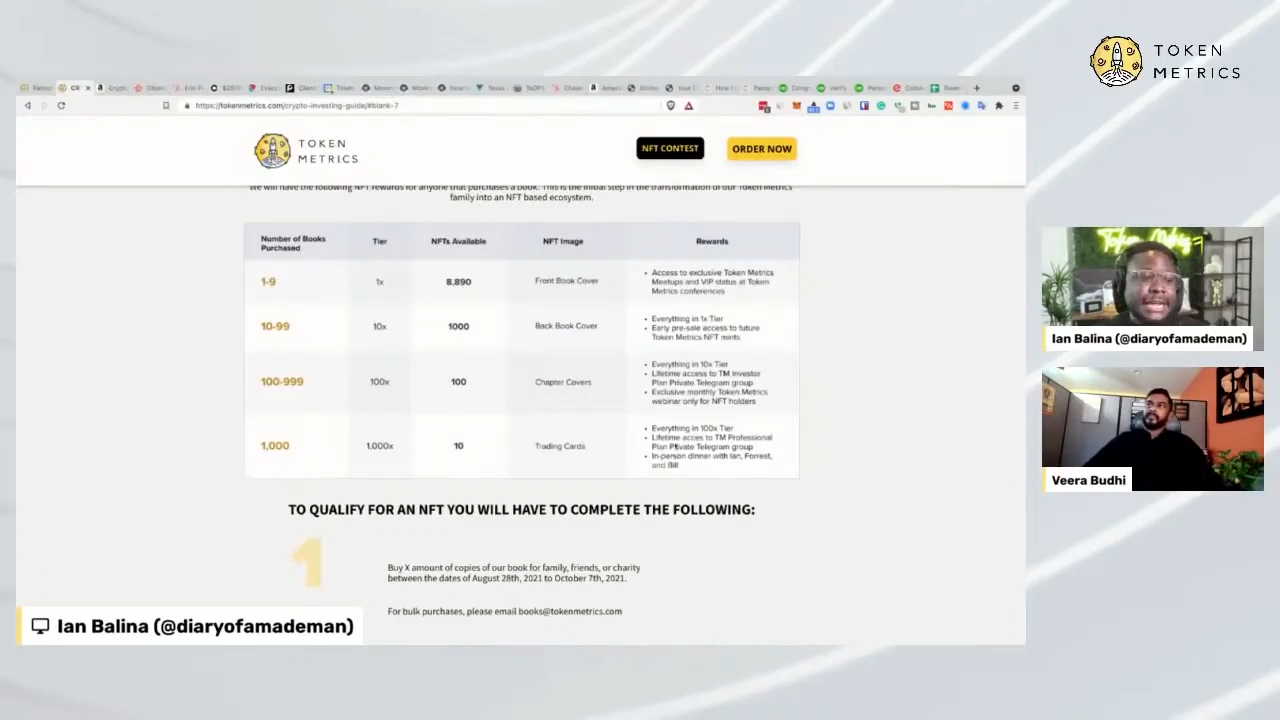 TOKEN
METRICS
https://tokenmetrics.com/crypto-investing-guide/#blank-7
TOKEN
METRICS
NFT CONTEST
ORDER NOW
We will have the following NFT rewards for anyone that purchases a book. This is the initial step in the transformation of our Token Metrics
family into an NFT based ecosystem.
Number of Books
Purchased
Tier
NFTs Available
NFT Image
Rewards
1-9
1x
8,890
Front Book Cover
• Access to exclusive Token Metrics
Meetups and VIP status at Token
Metrics conferences
10-99
10x
1000
Back Book Cover
• Everything in 1x Tier
• Early pre-sale access to future
Token Metrics NFT mints
100-999
100x
100
Chapter Covers
• Everything in 10x Tier
• Lifetime access to TM Investor
Plan Private Telegram group
• Exclusive monthly Token Metrics
webinar only for NFT holders
1,000
1,000x
10
Trading Cards
• Everything in 100x Tier
• Lifetime acces to TM Professional
Plan Private Telegram group
• In-person dinner with Ian, Forrest,
and Bill
TO QUALIFY FOR AN NFT YOU WILL HAVE TO COMPLETE THE FOLLOWING:
1
Buy X amount of copies of our book for family, friends, or charity
between the dates of August 28th, 2021 to October 7th, 2021.
For bulk purchases, please email books@tokenmetrics.com
Ian Balina (@diaryofamademan)
Token Metrics
Ian Balina (@diaryofamademan)
Veera Budhi